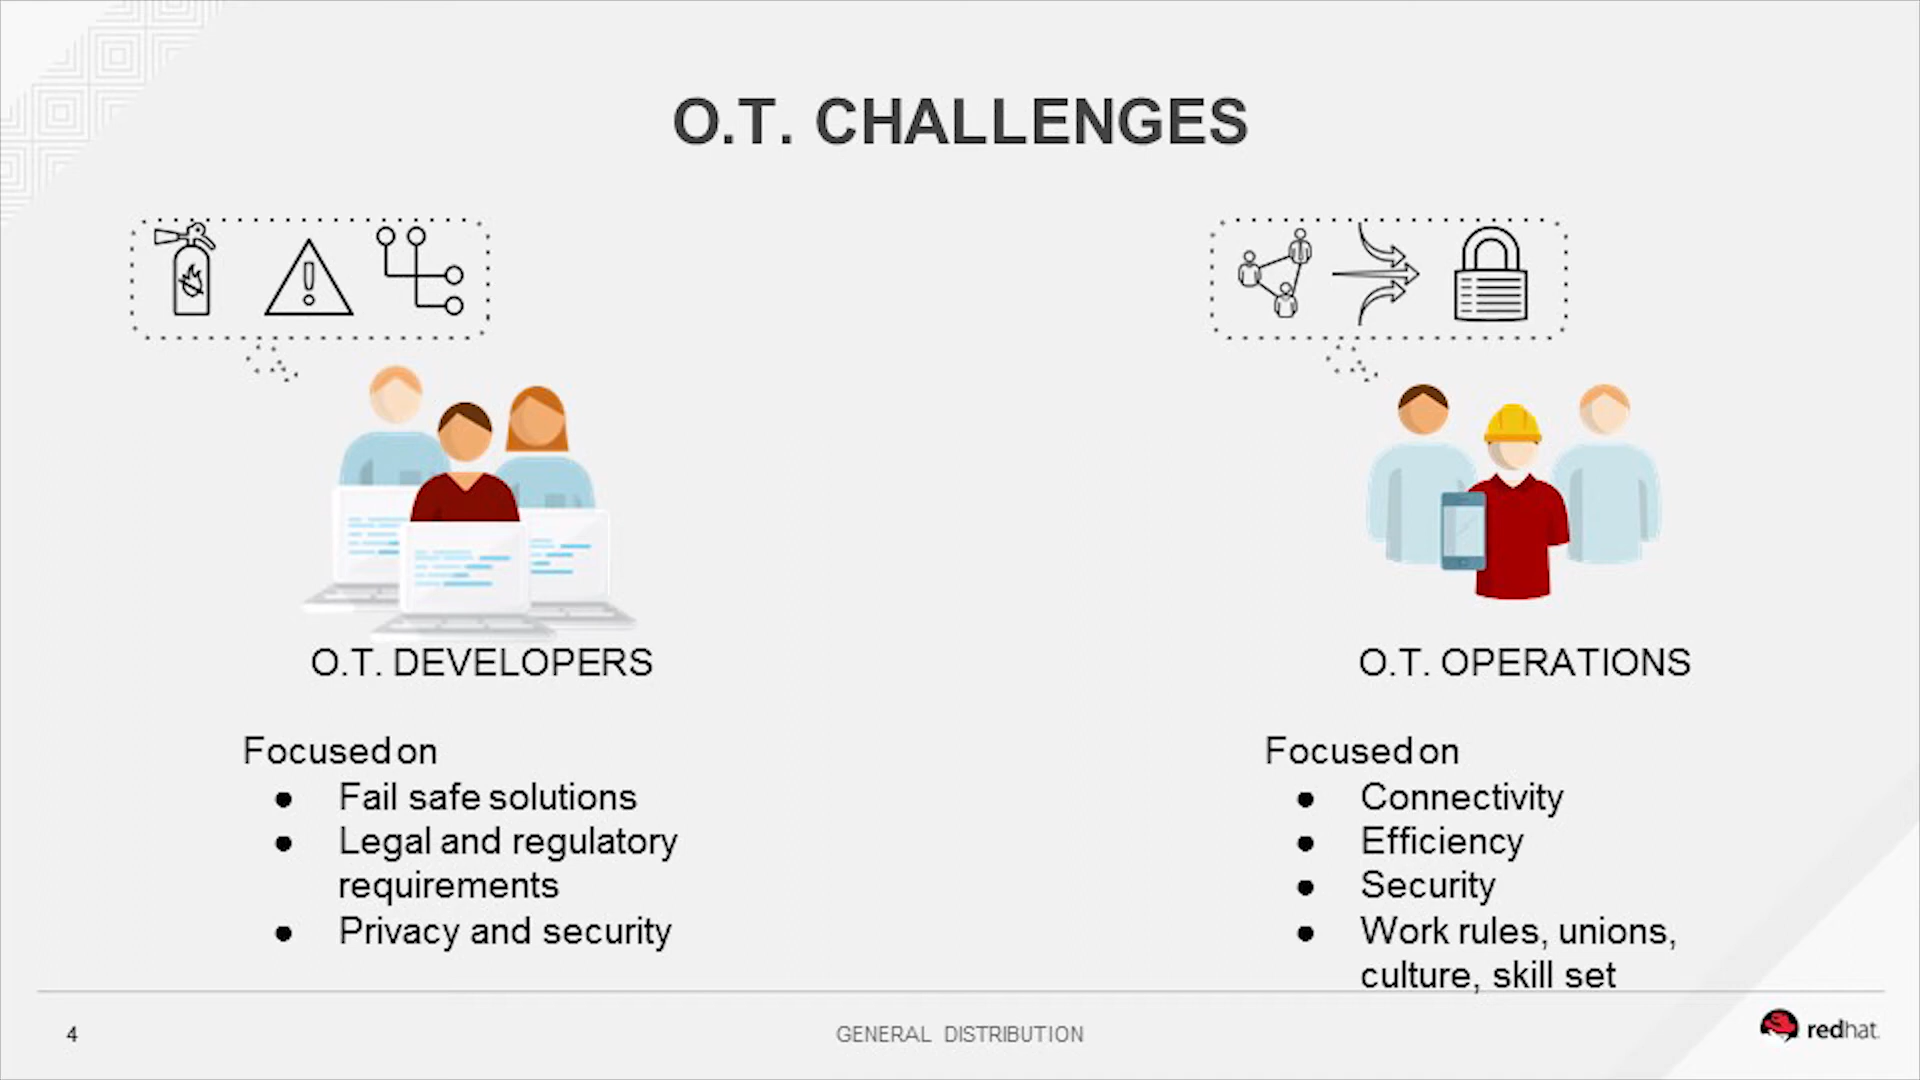 O.T. CHALLENGES
O.T. DEVELOPERS
Focused on
● Fail safe solutions
● Legal and regulatory
requirements
● Privacy and security
O.T. OPERATIONS
Focused on
● Connectivity
● Efficiency
● Security
● Work rules, unions,
culture, skill set
4
GENERAL DISTRIBUTION
redhat.